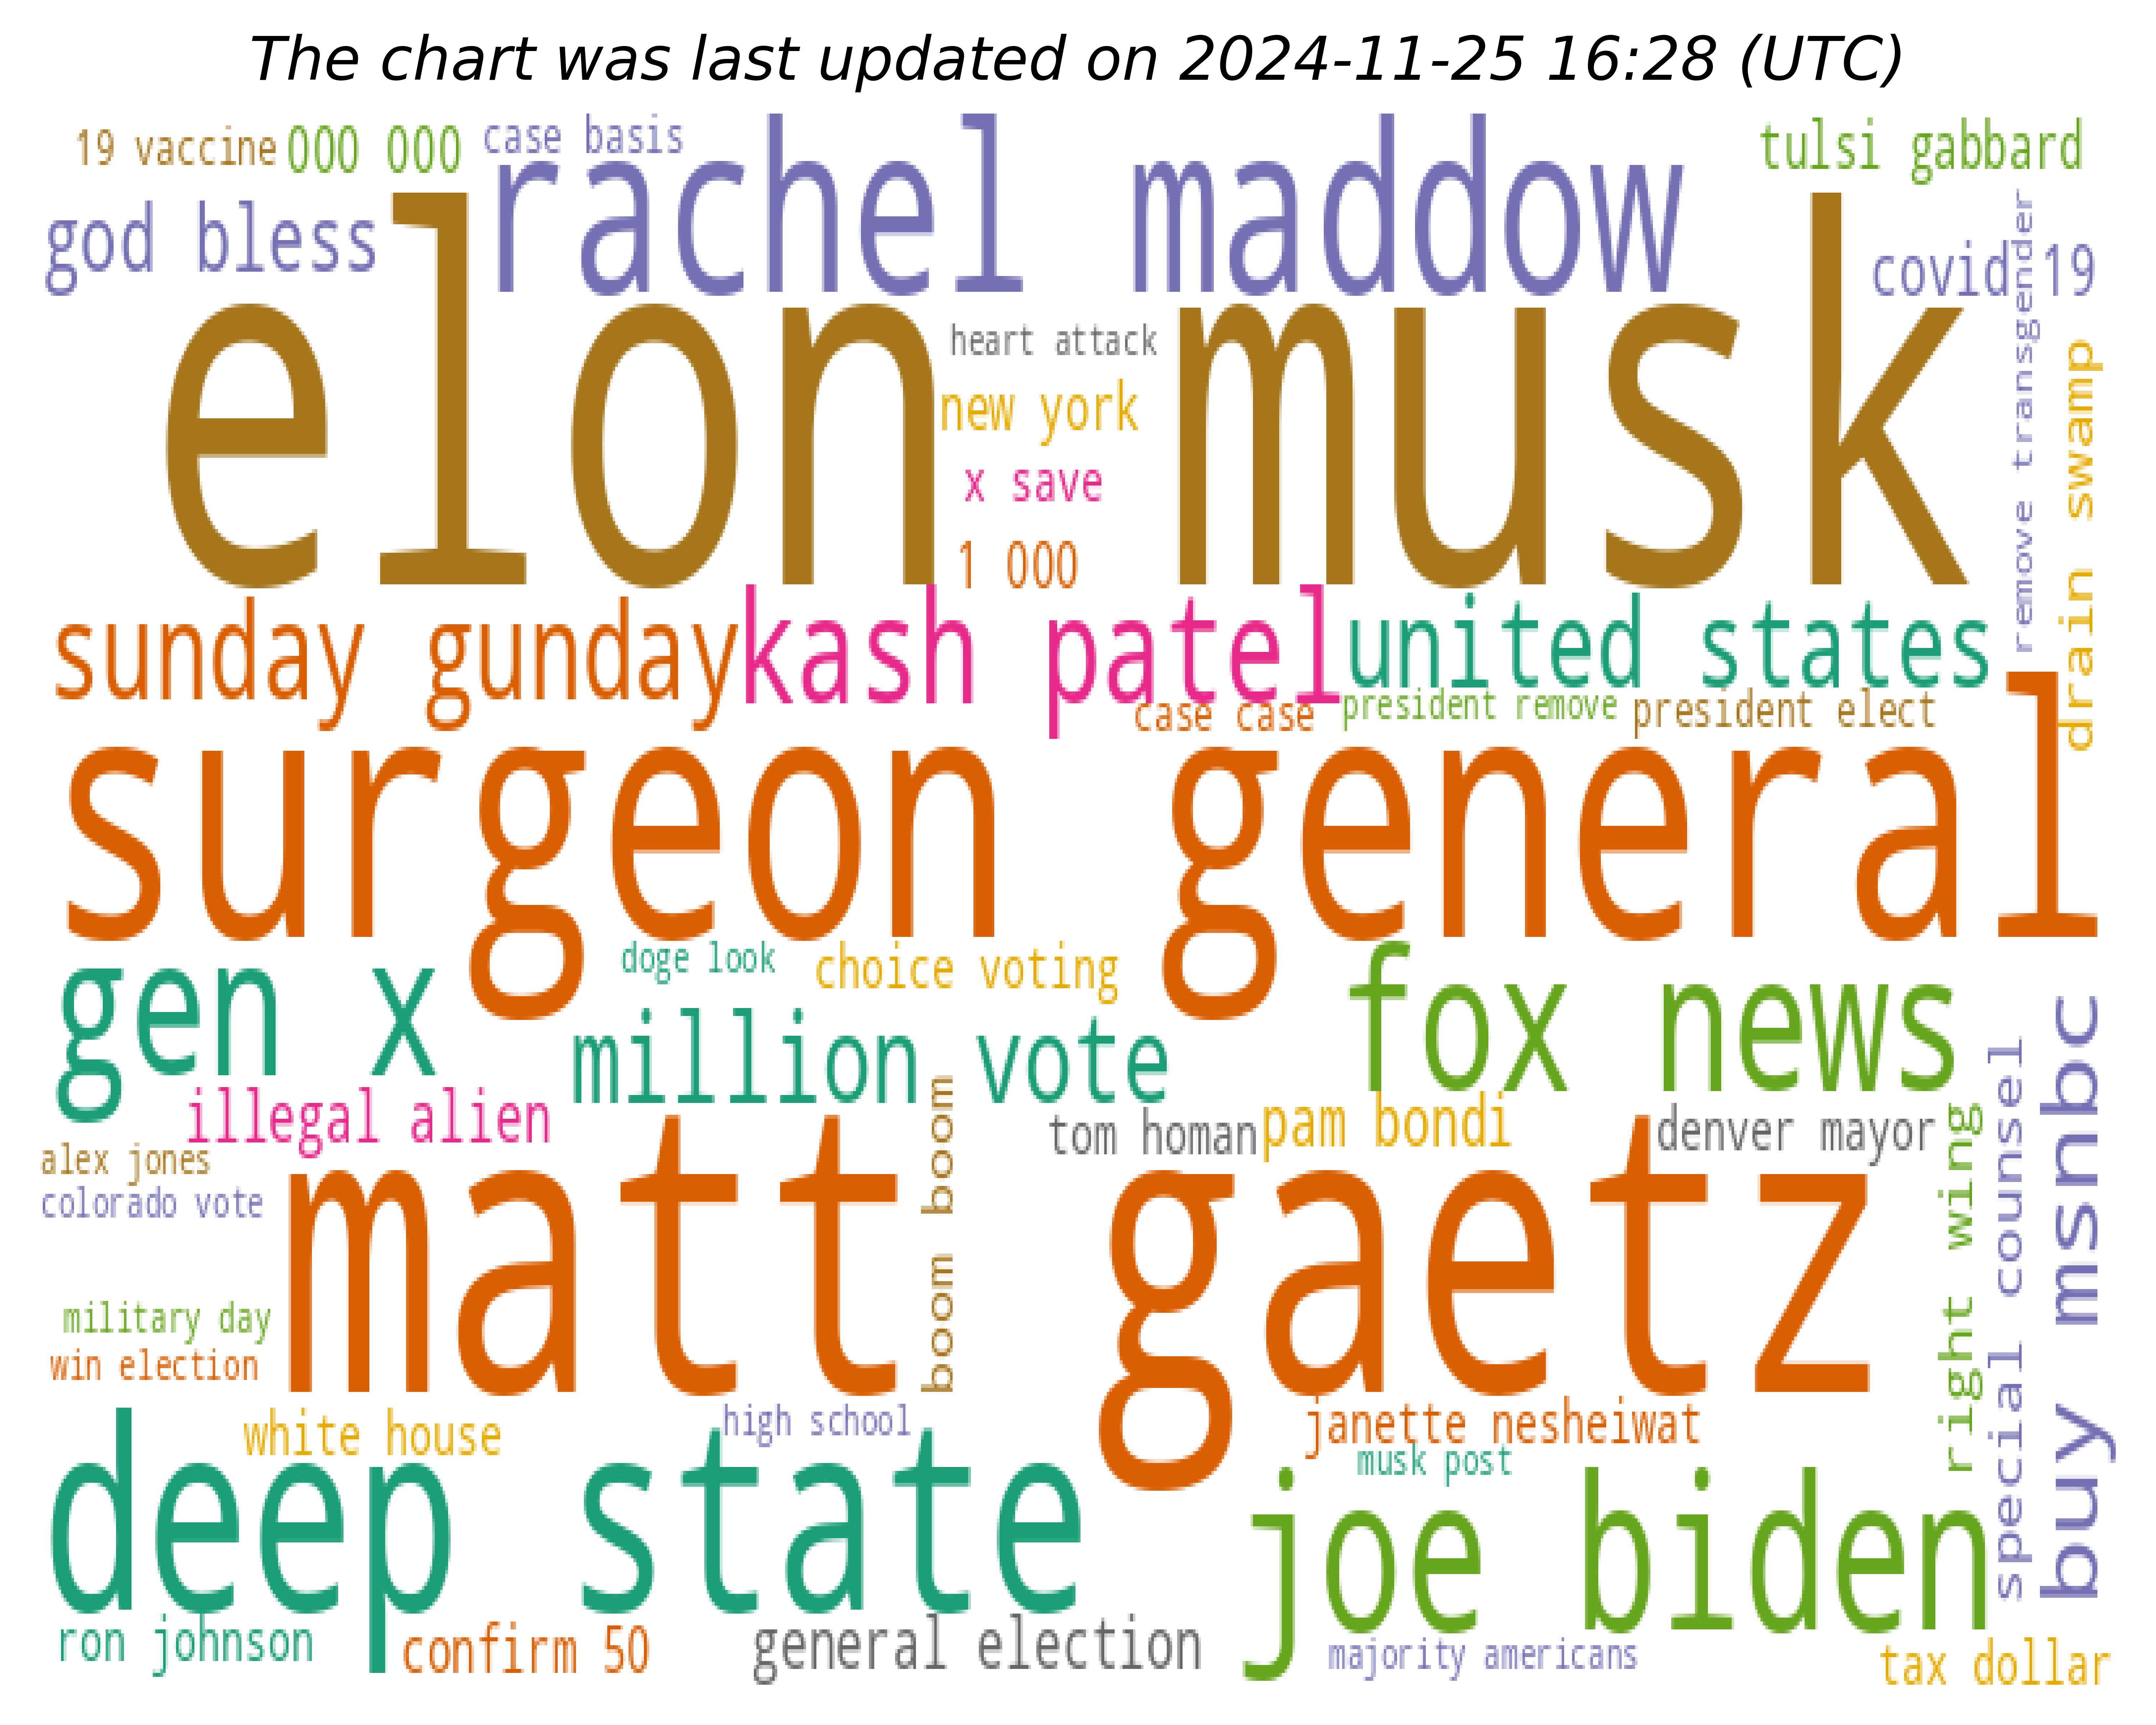 The chart was last updated on 2024-11-25 16:28 (UTC)
19 vaccine
000 000
case basis
rachel maddow
tulsi gabbard
god bless
covid 19
remove transgender
elon musk
heart attack
new york
x save
1 000
drain swamp
sunday gunday
kash patel
united states
case case
president remove
president elect
surgeon general
doge look
choice voting
gen x
million vote
fox news
illegal alien
boom boom
tom homan
pam bondi
denver mayor
alex jones
colorado vote
matt gaetz
right wing
special counsel
buy msnbc
military day
win election
white house
high school
janette nesheiwat
musk post
deep state
joe biden
ron johnson
confirm 50
general election
majority americans
tax dollar